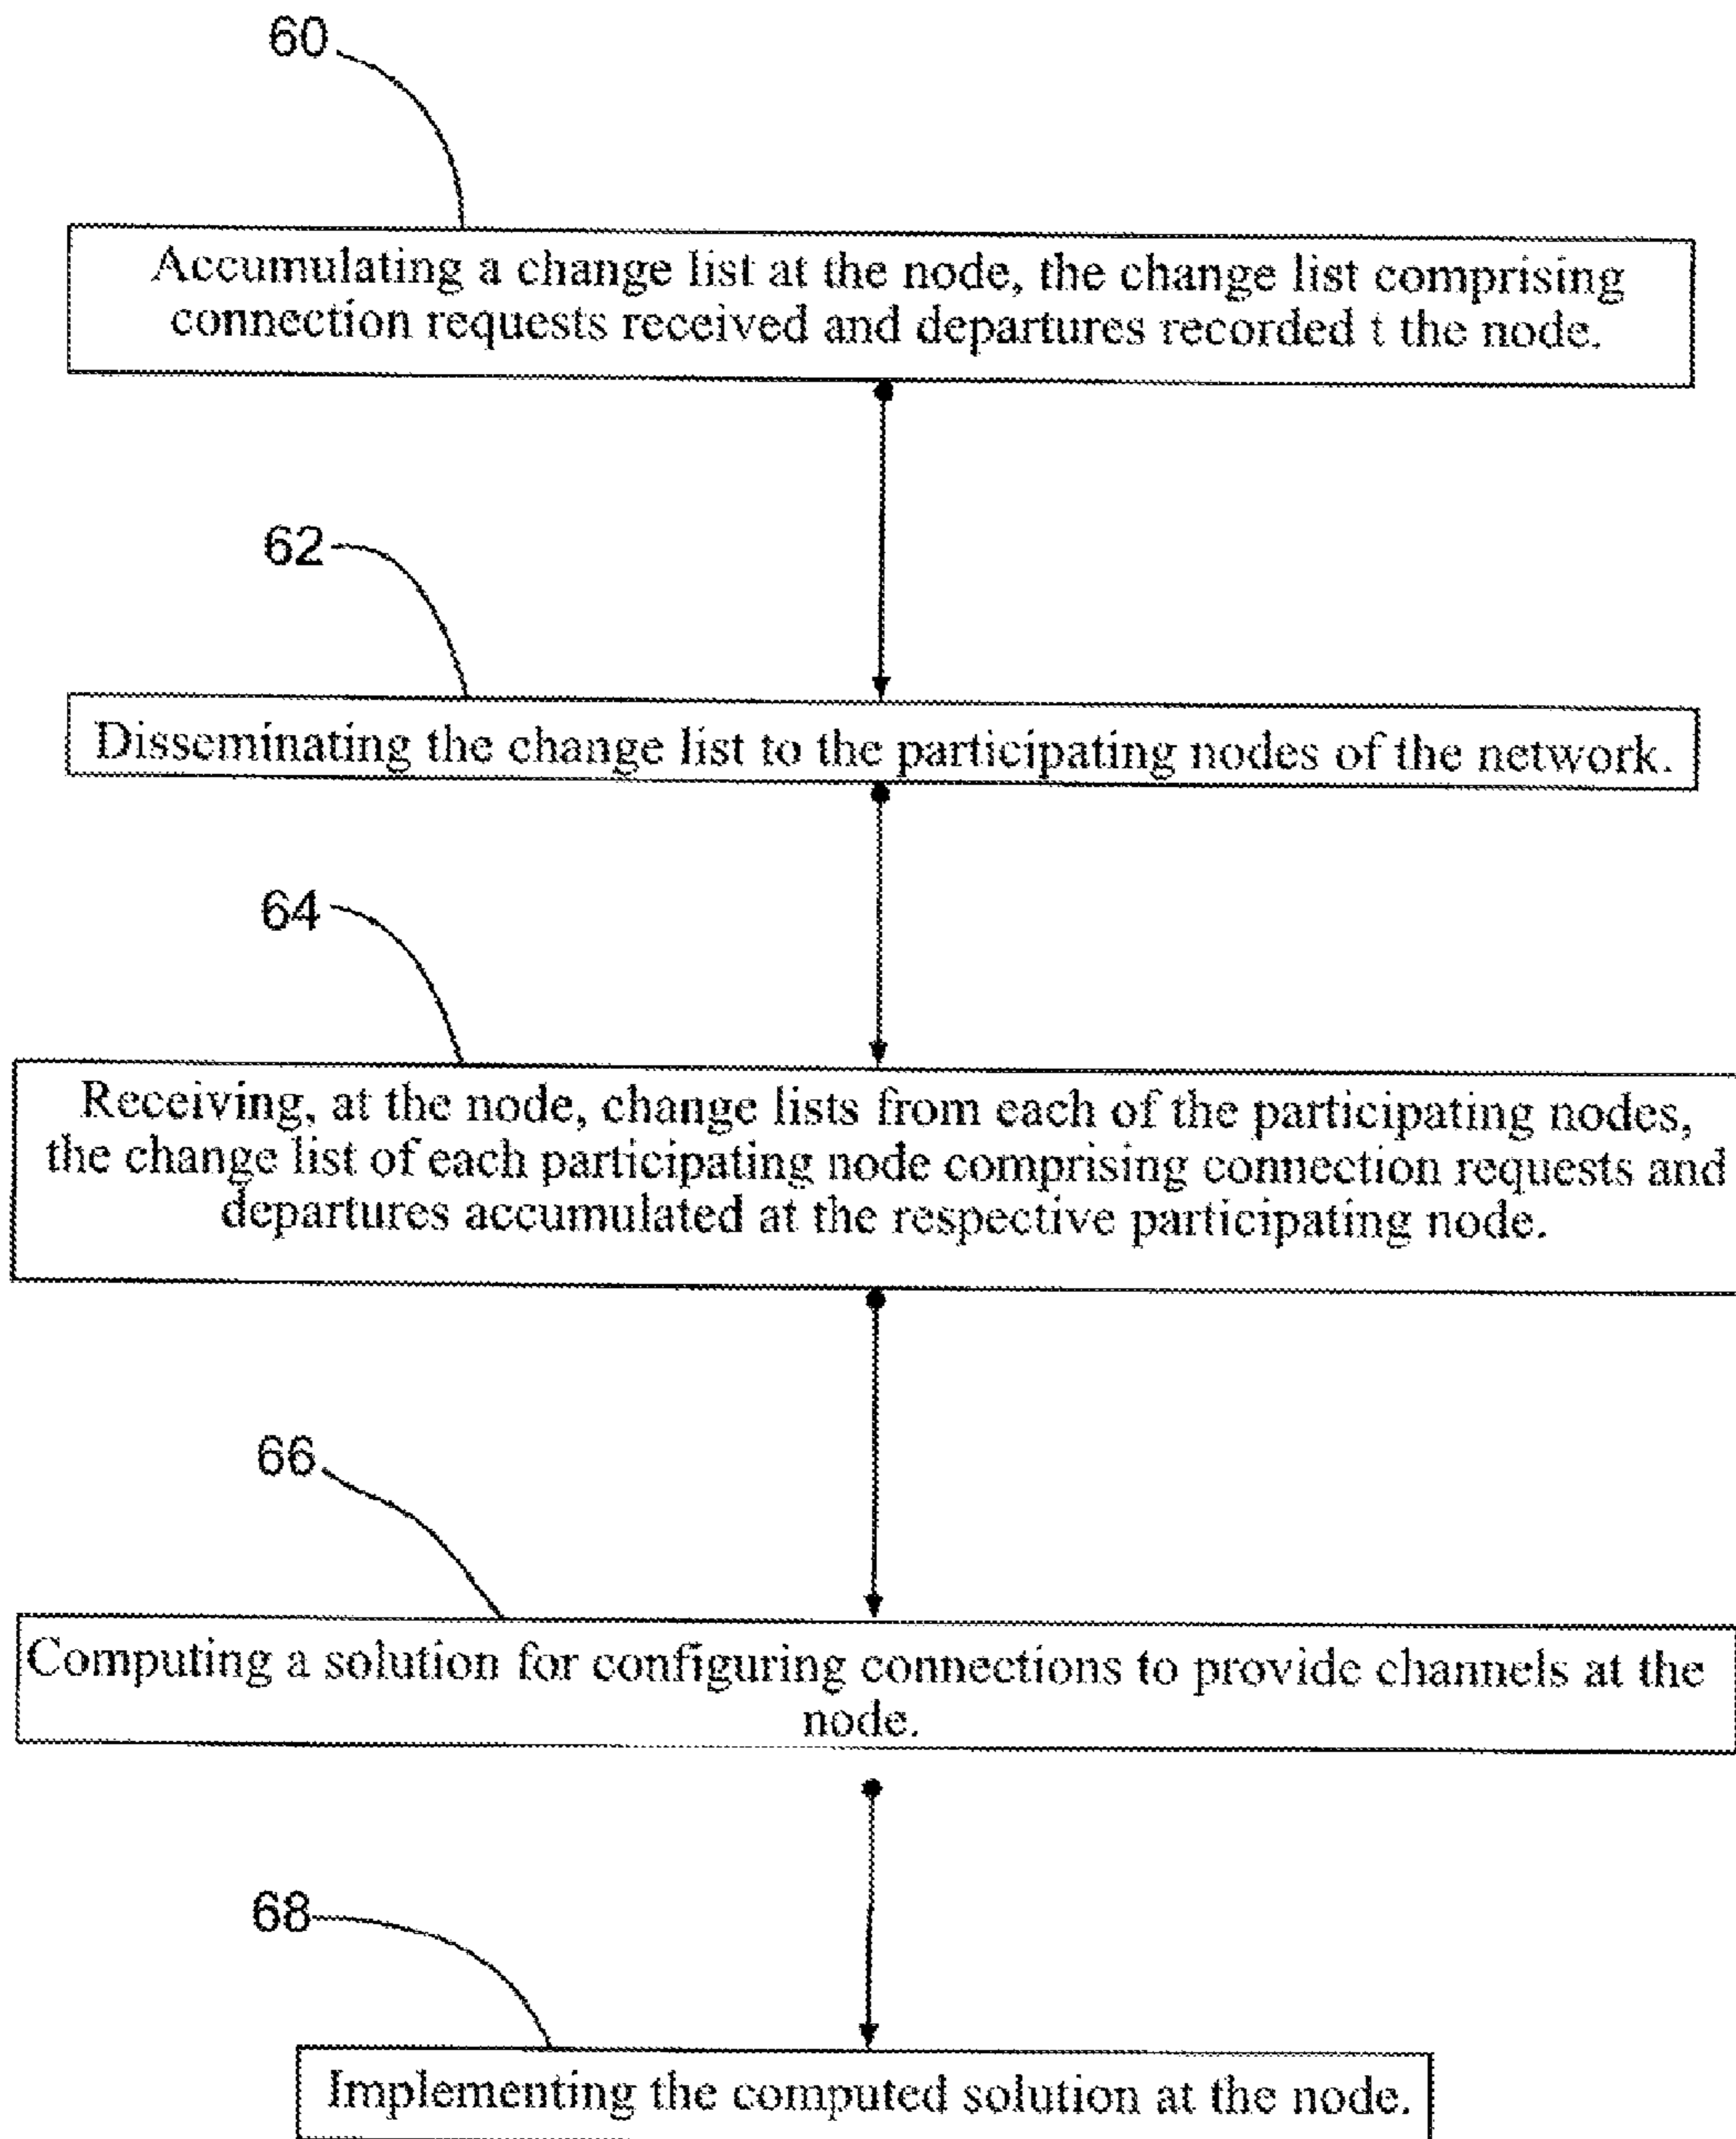 60
Accumulating a change list at the node, the change list comprising
connection requests received and departures recorded t the node.
62
Disseminating the change list to the participating nodes of the network.
64
Receiving, at the node, change lists from each of the participating nodes,
the change list of each participating node comprising connection requests and
departures accumulated at the respective participating node.
66
Computing a solution for configuring connections to provide channels at the
node.
68
Implementing the computed solution at the node.